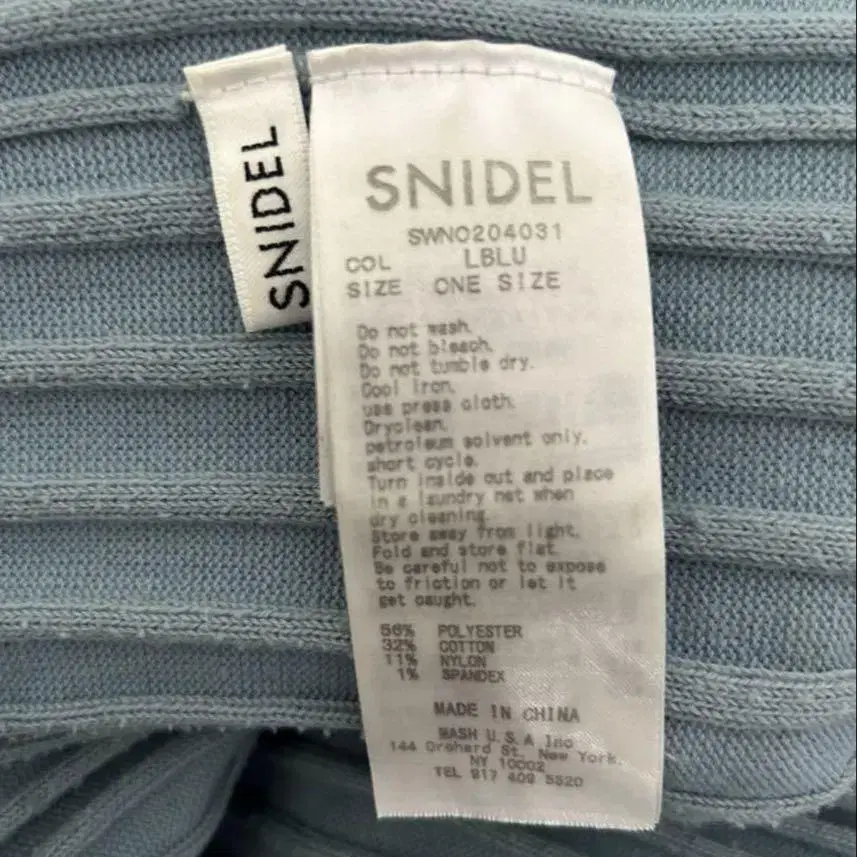 SNIDEL
SNIDEL
SWNO204031
COL LBLU
SIZE ONE SIZE
Do not wash.
Do not bleach.
Do not tumble dry.
Cool iron.
use press cloth.
Dryclean.
petroleum solvent only.
short cycle.
Turn inside out and place
in a laundry net when
dry cleaning.
Store away from light.
Fold and store flat.
Be careful not to expose
to friction or let it
get caught.
56% POLYESTER
32% COTTON
11% NYLON
1% SPANDEX
MADE IN CHINA
MASH U.S.A Inc
144 Orchard St. New York.
NY 10002
TEL 917 409 5520